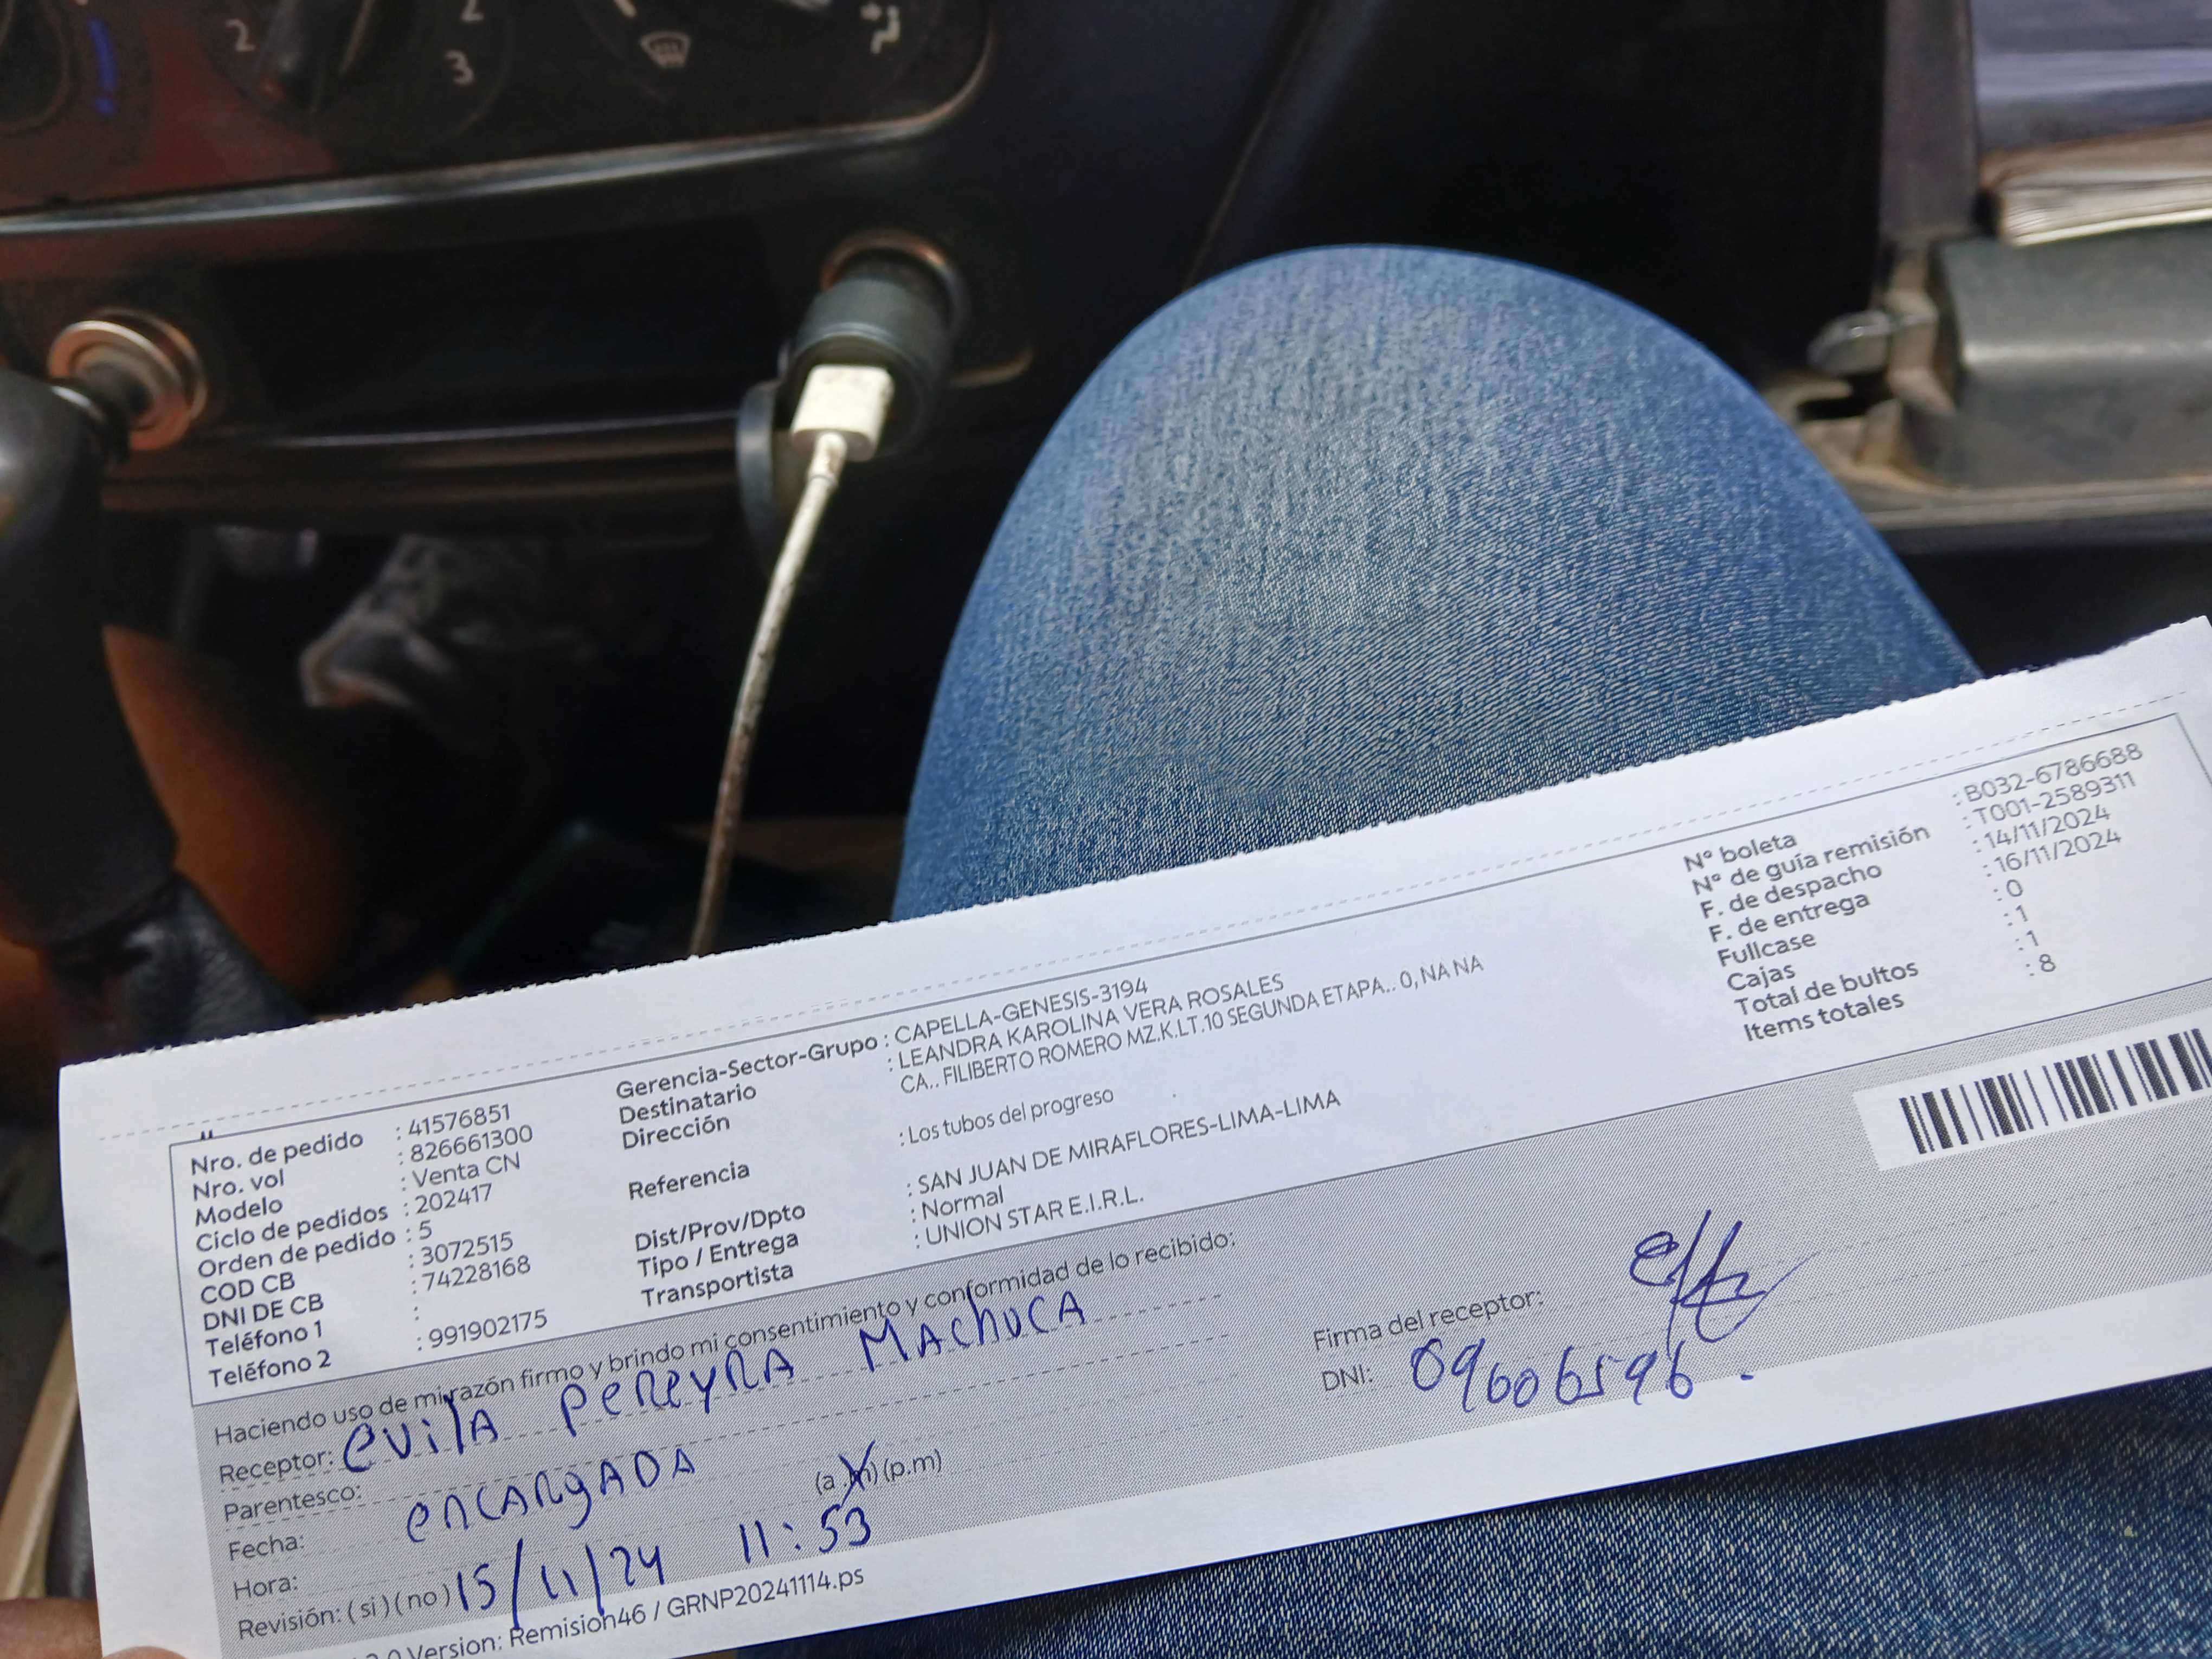 2
2
3
Nro. de pedido : 41576851
Nro. vol : 826661300
Modelo : Venta CN
Ciclo de pedidos : 202417
Orden de pedido : 5
COD CB : 3072515
DNI DE CB : 74228168
Teléfono 1 :
Teléfono 2 : 991902175
Gerencia-Sector-Grupo : CAPELLA-GENESIS-3194
Destinatario : LEANDRA KAROLINA VERA ROSALES
Dirección CA.. FILIBERTO ROMERO MZ.K.LT.10 SEGUNDA ETAPA.. 0, NA NA
Referencia : Los tubos del progreso
Dist/Prov/Dpto : SAN JUAN DE MIRAFLORES-LIMA-LIMA
Tipo / Entrega : Normal
Transportista : UNION STAR E.I.R.L.
N° boleta : B032-6786688
N° de guía remisión : T001-2589311
F. de despacho : 14/11/2024
F. de entrega : 16/11/2024
Fullcase : 0
Cajas : 1
Total de bultos : 1
Items totales : 8
Haciendo uso de mi razón firmo y brindo mi consentimiento y conformidad de lo recibido:
Receptor: evilA PeReyRA MAchucA
Parentesco: encARgADA
Fecha:
Hora: (a.m) (p.m)
Revisión: ( si ) ( no ) 15/11/24 11:53
Firma del receptor:
DNI: 09606596.
Version: Remision46 / GRNP20241114.ps